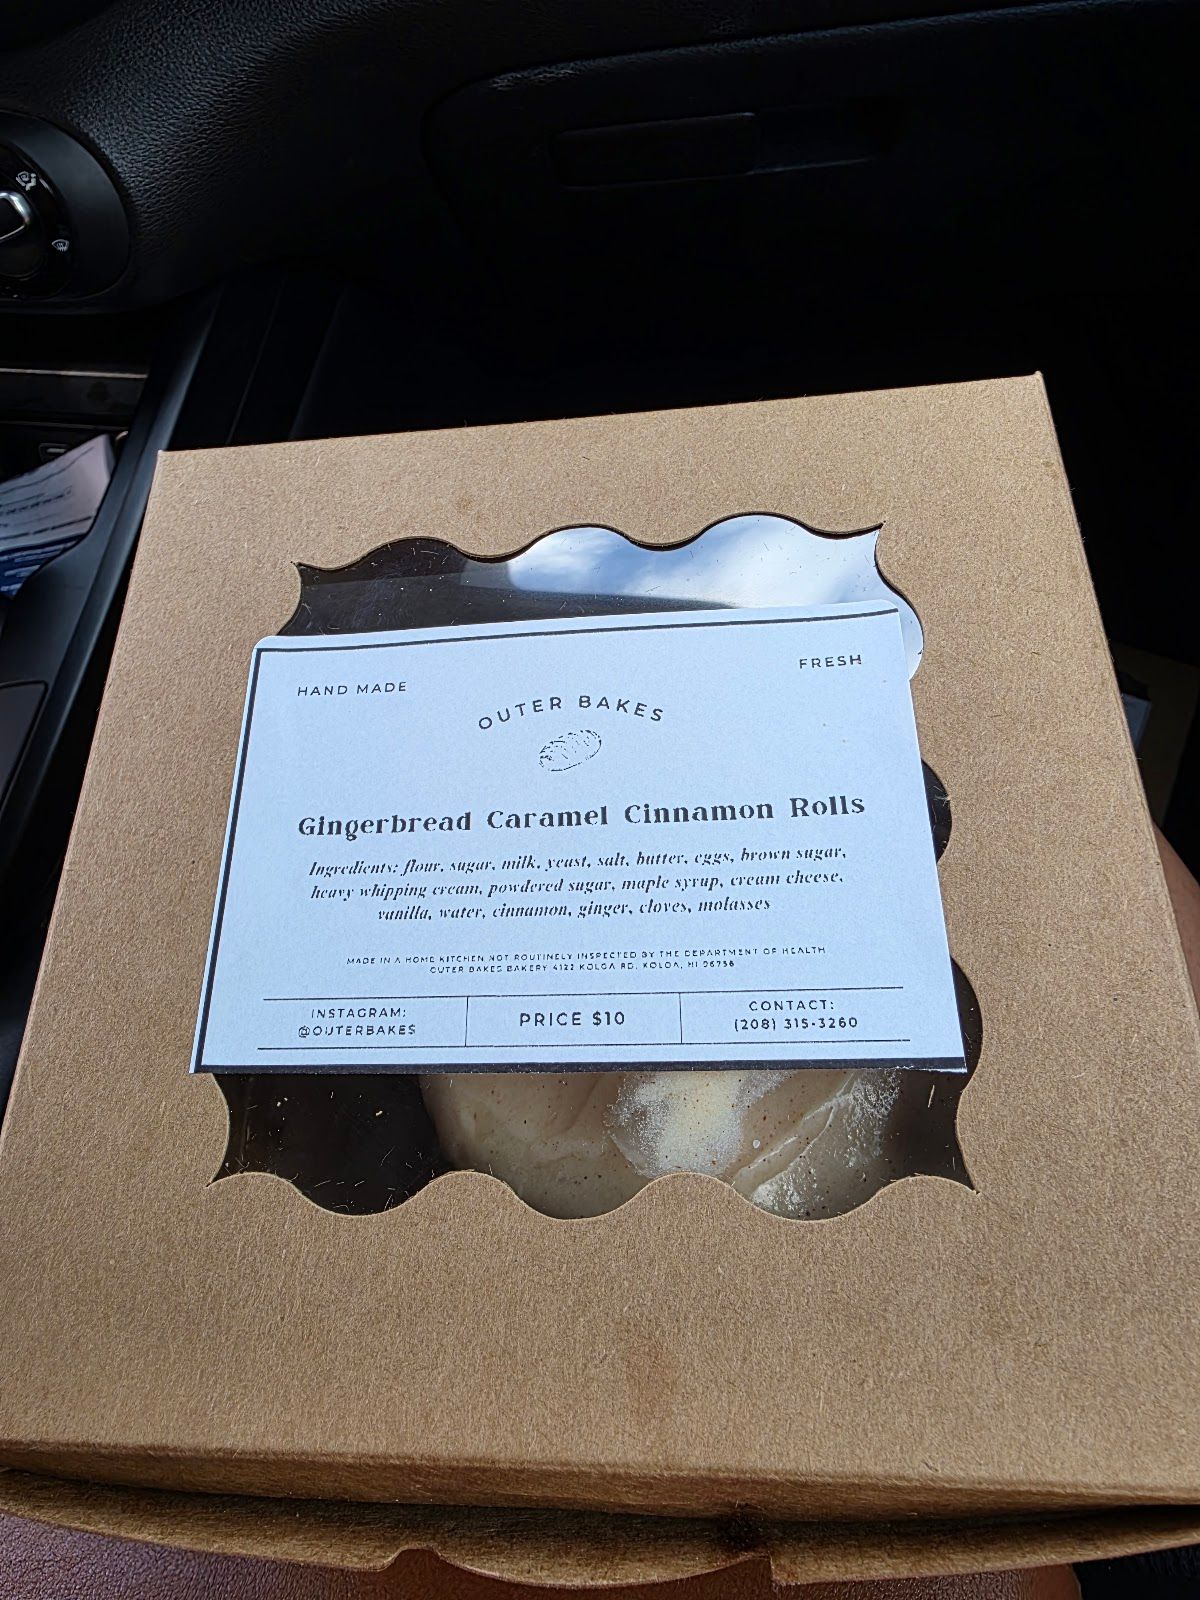 HAND MADE
FRESH
OUTER BAKES
Gingerbread Caramel Cinnamon Rolls
Ingredients: flour, sugar, milk, yeast, salt, butter, eggs, brown sugar,
heavy whipping cream, powdered sugar, maple syrup, cream cheese,
vanilla, water, cinnamon, ginger, cloves, molasses
MADE IN A HOME KITCHEN NOT ROUTINELY INSPECTED BY THE DEPARTMENT OF HEALTH
OUTER BAKES BAKERY 4122 KOLOA RD, KOLOA, HI 96756
INSTAGRAM:
@OUTERBAKES
PRICE $10
CONTACT:
(208) 315-3260